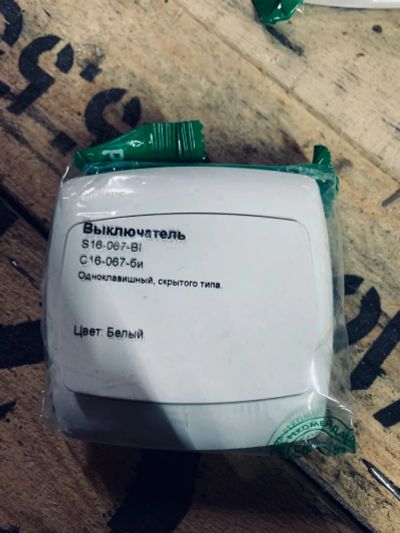 Выключатель
S16-067-BI
С16-067-би
Одноклавишный, скрытого типа.
Цвет: Белый